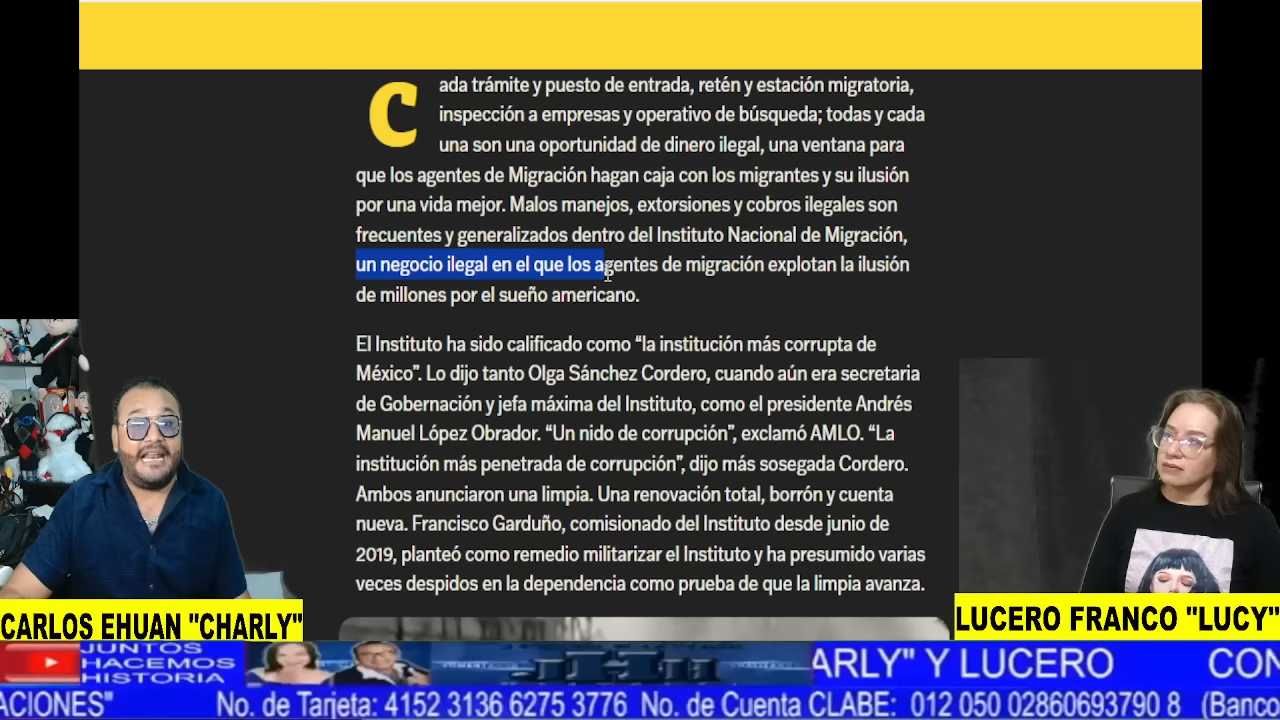 Cada trámite y puesto de entrada, retén y estación migratoria,
inspección a empresas y operativo de búsqueda; todas y cada
una son una oportunidad de dinero ilegal, una ventana para
que los agentes de Migración hagan caja con los migrantes y su ilusión
por una vida mejor. Malos manejos, extorsiones y cobros ilegales son
frecuentes y generalizados dentro del Instituto Nacional de Migración,
un negocio ilegal en el que los agentes de migración explotan la ilusión
de millones por el sueño americano.
El Instituto ha sido calificado como “la institución más corrupta de
México”. Lo dijo tanto Olga Sánchez Cordero, cuando aún era secretaria
de Gobernación y jefa máxima del Instituto, como el presidente Andrés
Manuel López Obrador. “Un nido de corrupción”, exclamó AMLO. “La
institución más penetrada de corrupción”, dijo más sosegada Cordero.
Ambos anunciaron una limpia. Una renovación total, borrón y cuenta
nueva. Francisco Garduño, comisionado del Instituto desde junio de
2019, planteó como remedio militarizar el Instituto y ha presumido varias
veces despidos en la dependencia como prueba de que la limpia avanza.
CARLOS EHUAN "CHARLY"
LUCERO FRANCO "LUCY"
JUNTOS
HACEMOS
HISTORIA
ARLY" Y LUCERO CON
ACIONES" No. de Tarjeta: 4152 3136 6275 3776 No. de Cuenta CLABE: 012 050 02860693790 8 (Banco